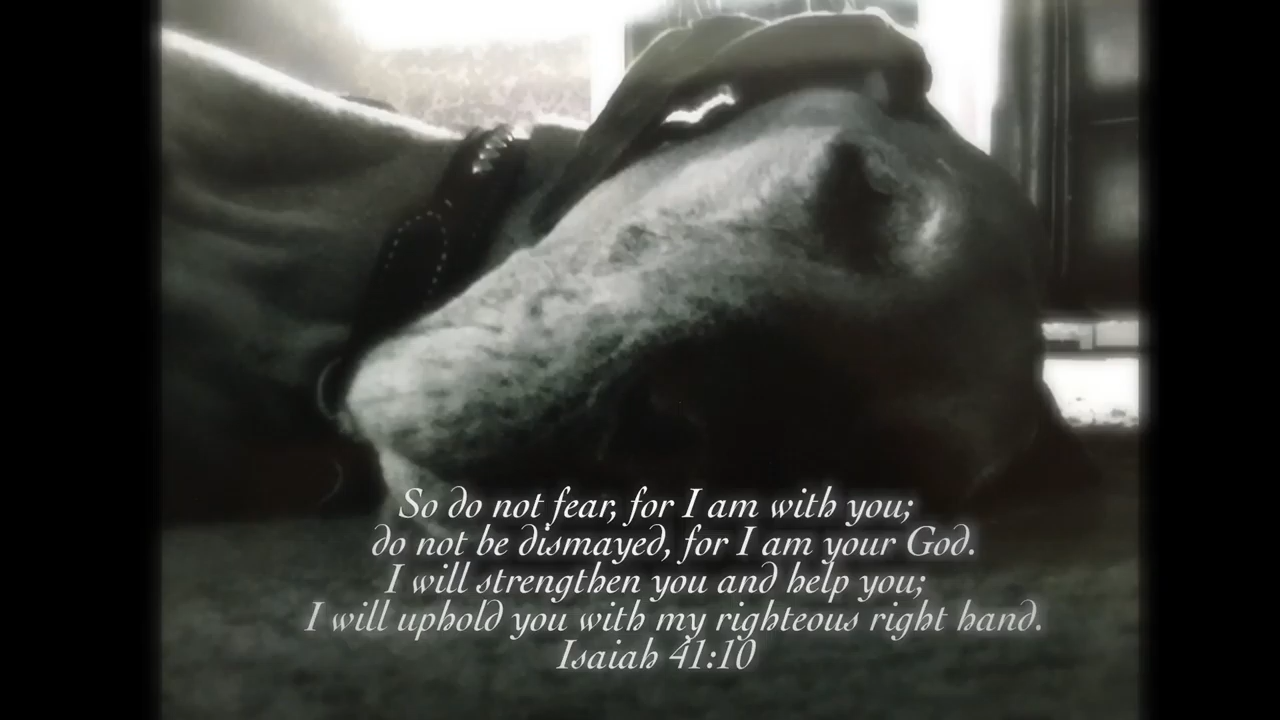 So do not fear, for I am with you;
do not be dismayed, for I am your God.
I will strengthen you and help you;
I will uphold you with my righteous right hand.
Isaiah 41:10